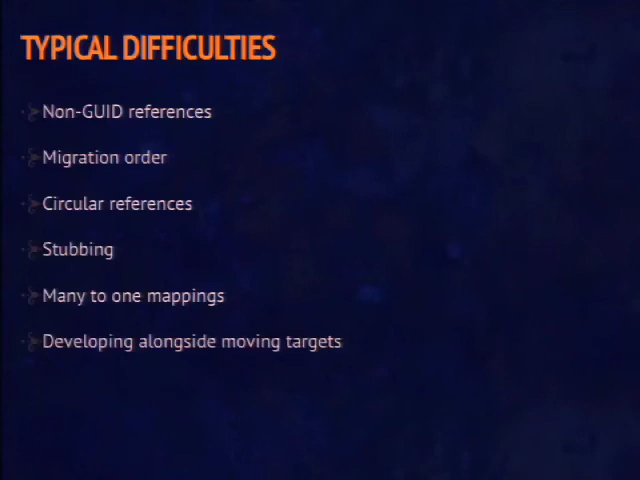 TYPICAL DIFFICULTIES
Non-GUID references
Migration order
Circular references
Stubbing
Many to one mappings
Developing alongside moving targets